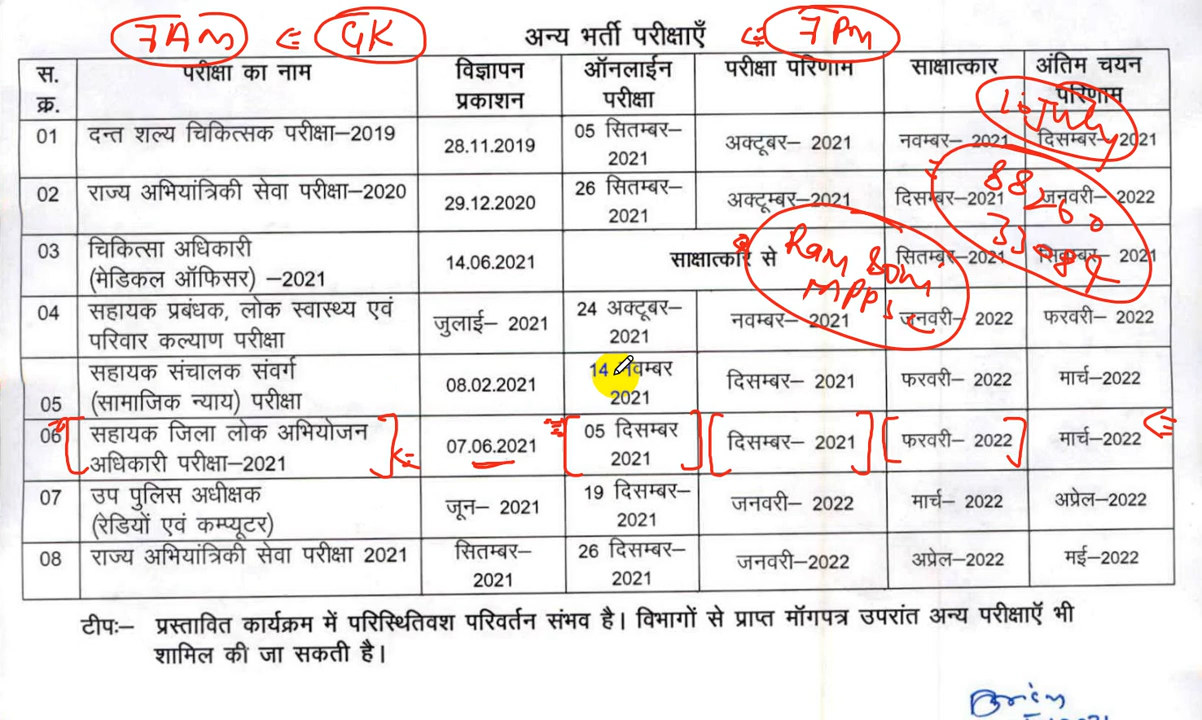 7Am ⋲ GK अन्य भर्ती परीक्षाएँ ⋲ 7 Pm
स. क्र. परीक्षा का नाम विज्ञापन प्रकाशन ऑनलाईन परीक्षा परीक्षा परिणाम साक्षात्कार अंतिम चयन परिणाम
01 दन्त शल्य चिकित्सक परीक्षा–2019 28.11.2019 05 सितम्बर– 2021 अक्टूबर– 2021 नवम्बर– 2021 दिसम्बर– 2021
July
02 राज्य अभियांत्रिकी सेवा परीक्षा–2020 29.12.2020 26 सितम्बर– 2021 अक्टूम्बर–2021 दिसम्बर–2021 जनवरी– 2022
88260
33089
03 चिकित्सा अधिकारी (मेडिकल ऑफिसर) –2021 14.06.2021 साक्षात्कार से सितम्बर–2021 2021
Ram
MPPSC
04 सहायक प्रबंधक, लोक स्वास्थ्य एवं परिवार कल्याण परीक्षा जुलाई– 2021 24 अक्टूबर– 2021 नवम्बर– 2021 जनवरी– 2022 फरवरी– 2022
05 सहायक संचालक संवर्ग (सामाजिक न्याय) परीक्षा 08.02.2021 14 नवम्बर 2021 दिसम्बर– 2021 फरवरी– 2022 मार्च–2022
06 सहायक जिला लोक अभियोजन अधिकारी परीक्षा–2021 07.06.2021 05 दिसम्बर 2021 दिसम्बर– 2021 फरवरी– 2022 मार्च–2022
07 उप पुलिस अधीक्षक (रेडियों एवं कम्प्यूटर) जून– 2021 19 दिसम्बर– 2021 जनवरी– 2022 मार्च– 2022 अप्रेल–2022
08 राज्य अभियांत्रिकी सेवा परीक्षा 2021 सितम्बर– 2021 26 दिसम्बर– 2021 जनवरी–2022 अप्रेल–2022 मई–2022
टीपः– प्रस्तावित कार्यक्रम में परिस्थितिवश परिवर्तन संभव है। विभागों से प्राप्त मॉगपत्र उपरांत अन्य परीक्षाएॅ भी
शामिल की जा सकती है।